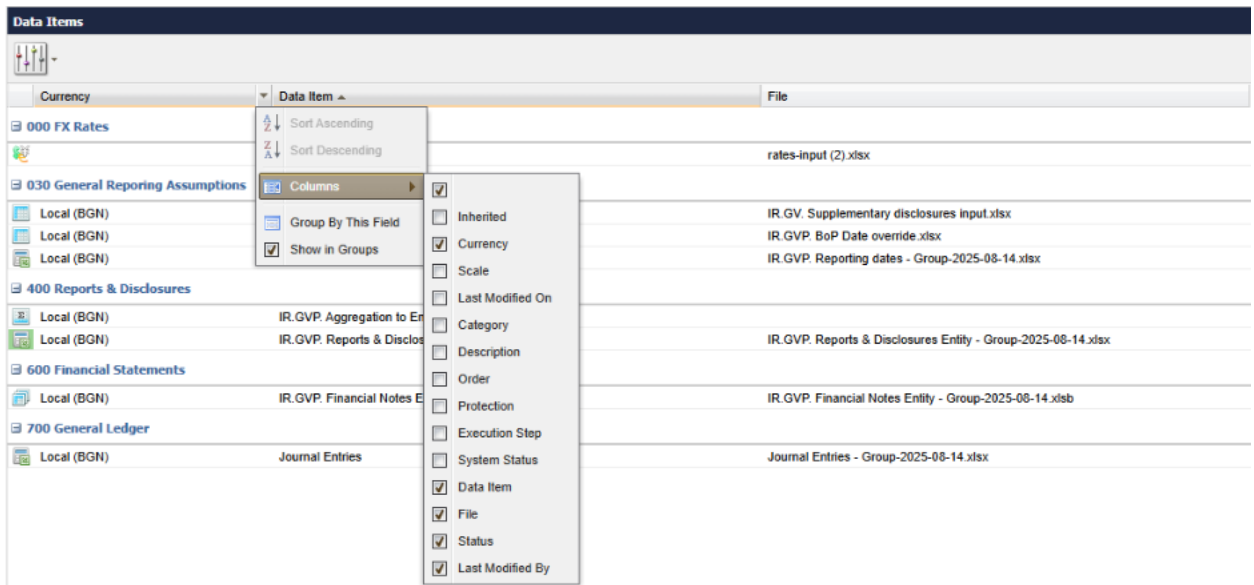 Data Items
Currency Data Item File
000 FX Rates
rates-input (2).xlsx
030 General Reporing Assumptions
Local (BGN) IR.GV. Supplementary disclosures input.xlsx
Local (BGN) IR.GVP. BoP Date override.xlsx
Local (BGN) IR.GVP. Reporting dates - Group-2025-08-14.xlsx
400 Reports & Disclosures
Local (BGN) IR.GVP. Aggregation to En
Local (BGN) IR.GVP. Reports & Disclos IR.GVP. Reports & Disclosures Entity - Group-2025-08-14.xlsx
600 Financial Statements
Local (BGN) IR.GVP. Financial Notes E IR.GVP. Financial Notes Entity - Group-2025-08-14.xlsb
700 General Ledger
Local (BGN) Journal Entries Journal Entries - Group-2025-08-14.xlsx
Sort Ascending
Sort Descending
Columns
Group By This Field
Show in Groups
Inherited
Currency
Scale
Last Modified On
Category
Description
Order
Protection
Execution Step
System Status
Data Item
File
Status
Last Modified By